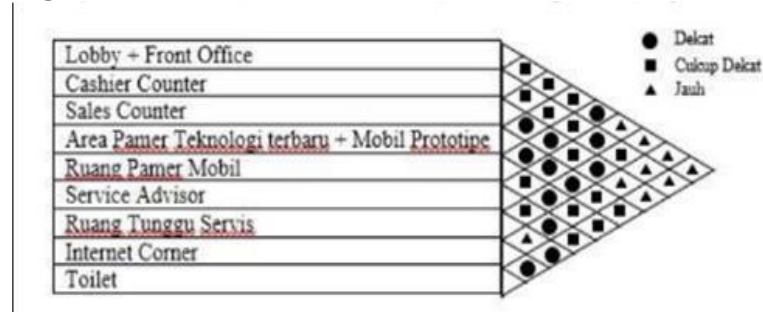 Lobby + Front Office
Cashier Counter
Sales Counter
Area Pamer Teknologi terbaru + Mobil Prototipe
Ruang Pamer Mobil
Service Advisor
Ruang Tunggu Servis
Internet Corner
Toilet
Dekat
Cukup Dekat
Jauh